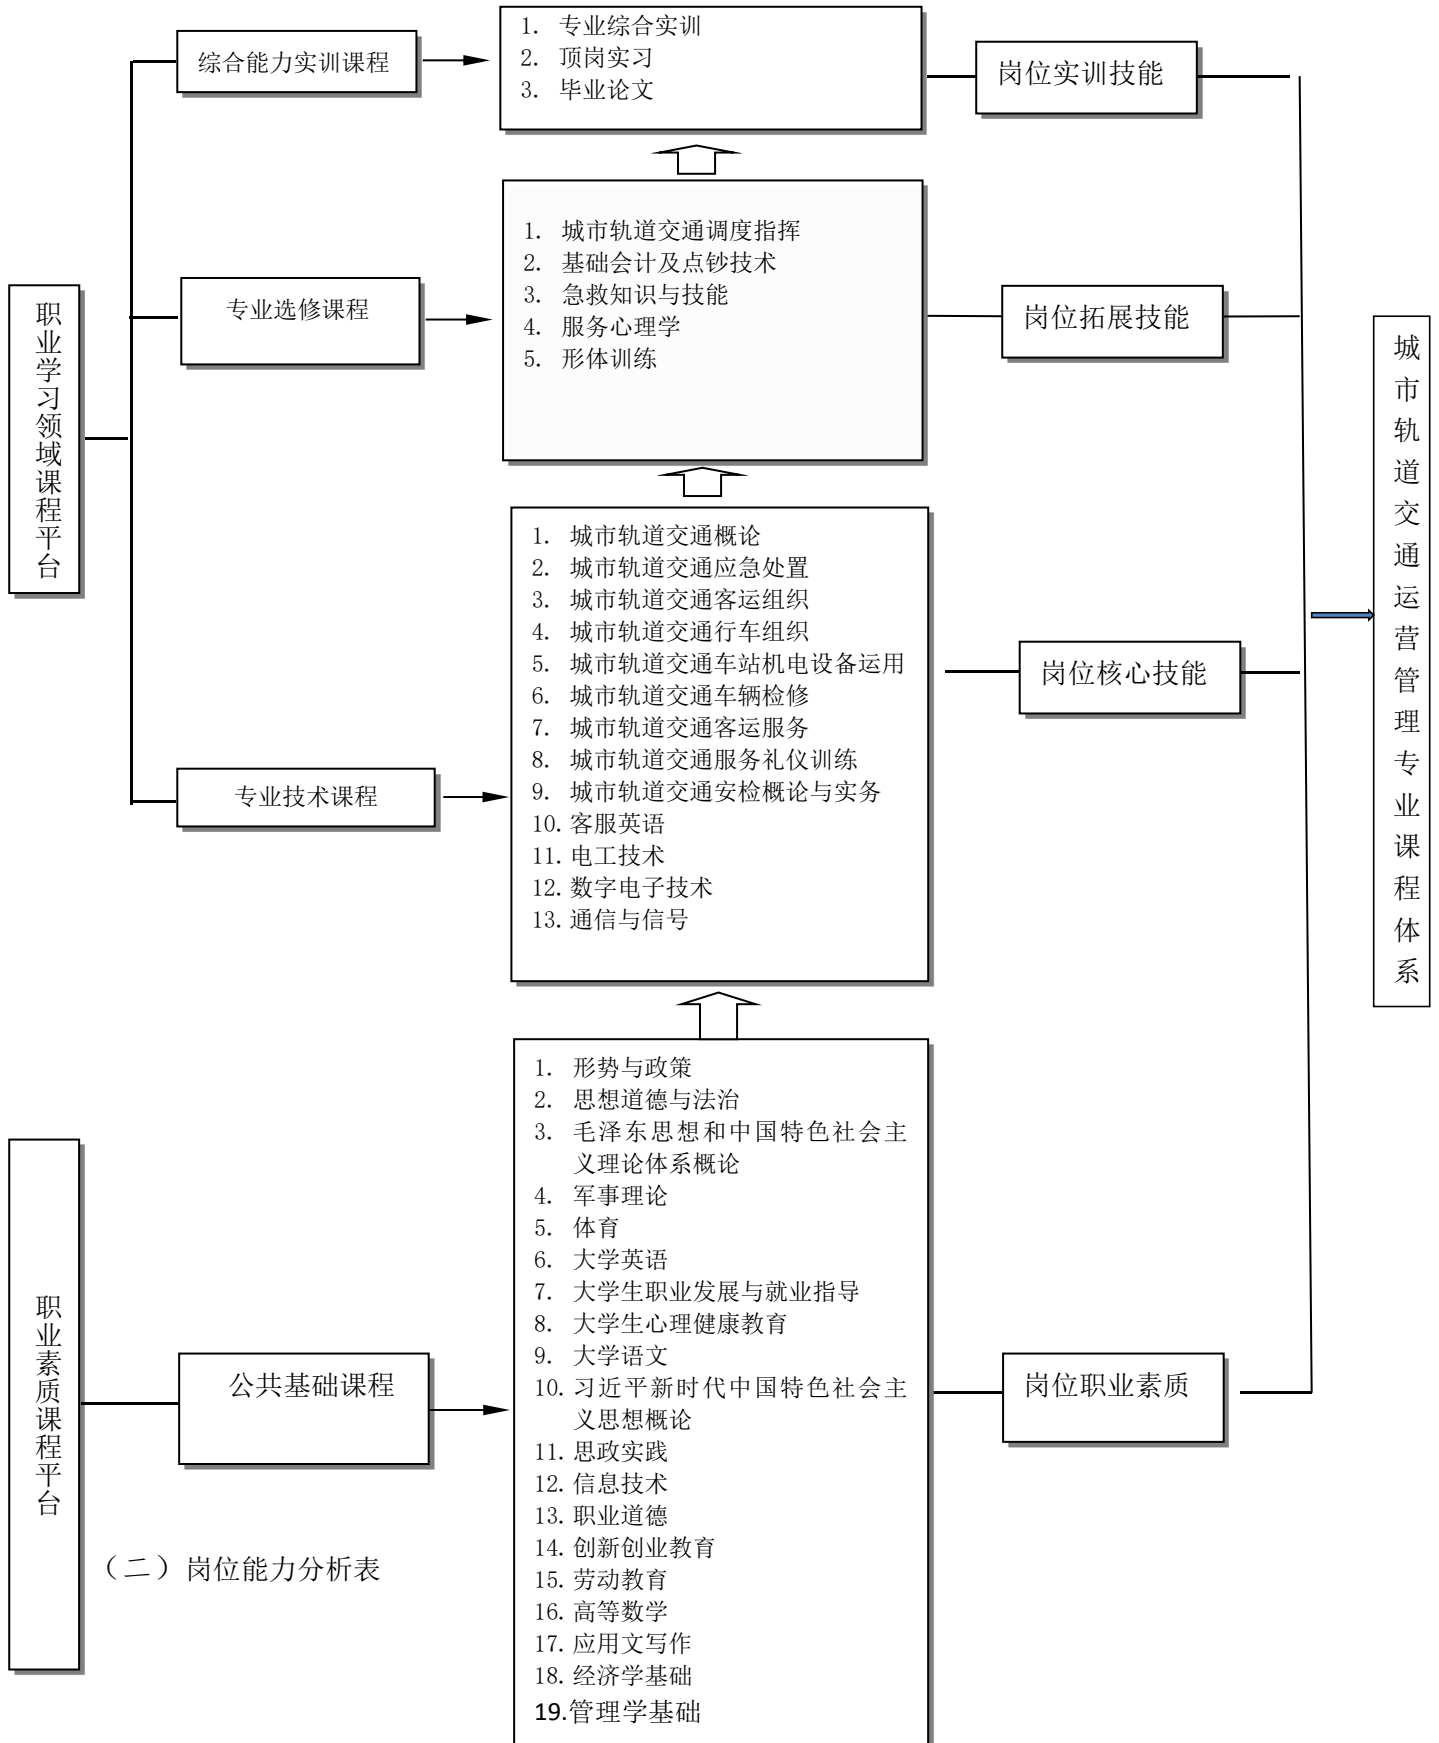 综合能力实训课程
1. 专业综合实训
2. 顶岗实习
3. 毕业论文
岗位实训技能
职业学习领域课程平台
专业选修课程
1. 城市轨道交通调度指挥
2. 基础会计及点钞技术
3. 急救知识与技能
4. 服务心理学
5. 形体训练
岗位拓展技能
城市轨道交通运营管理专业课程体系
专业技术课程
1. 城市轨道交通概论
2. 城市轨道交通应急处置
3. 城市轨道交通客运组织
4. 城市轨道交通行车组织
5. 城市轨道交通车站机电设备运用
6. 城市轨道交通车辆检修
7. 城市轨道交通客运服务
8. 城市轨道交通服务礼仪训练
9. 城市轨道交通安检概论与实务
10. 客服英语
11. 电工技术
12. 数字电子技术
13. 通信与信号
岗位核心技能
职业素质课程平台
公共基础课程
1. 形势与政策
2. 思想道德与法治
3. 毛泽东思想和中国特色社会主
义理论体系概论
4. 军事理论
5. 体育
6. 大学英语
7. 大学生职业发展与就业指导
8. 大学生心理健康教育
9. 大学语文
10. 习近平新时代中国特色社会主
义思想概论
11. 思政实践
12. 信息技术
13. 职业道德
14. 创新创业教育
15. 劳动教育
16. 高等数学
17. 应用文写作
18. 经济学基础
19.管理学基础
岗位职业素质
（二）岗位能力分析表